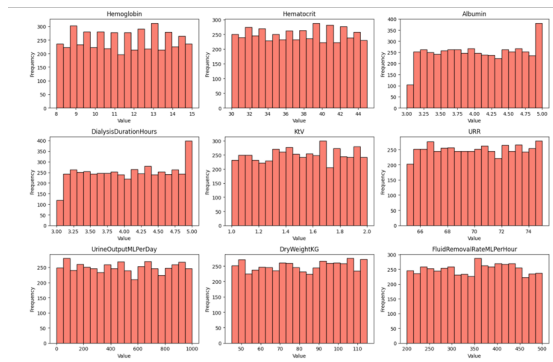 Hemoglobin
Frequency
300
250
200
150
100
50
0
8 9 10 11 12 13 14 15
Value
Hematocrit
Frequency
300
250
200
150
100
50
0
30 32 34 36 38 40 42 44
Value
Albumin
Frequency
400
350
300
250
200
150
100
50
0
3.00 3.25 3.50 3.75 4.00 4.25 4.50 4.75 5.00
Value
DialysisDurationHours
Frequency
400
350
300
250
200
150
100
50
0
3.00 3.25 3.50 3.75 4.00 4.25 4.50 4.75 5.00
Value
KtV
Frequency
300
250
200
150
100
50
0
1.0 1.2 1.4 1.6 1.8 2.0
Value
URR
Frequency
250
200
150
100
50
0
66 68 70 72 74
Value
UrineOutputMLPerDay
Frequency
250
200
150
100
50
0
0 200 400 600 800 1000
Value
DryWeightKG
Frequency
250
200
150
100
50
0
50 60 70 80 90 100 110
Value
FluidRemovalRateMLPerHour
Frequency
300
250
200
150
100
50
0
200 250 300 350 400 450 500
Value